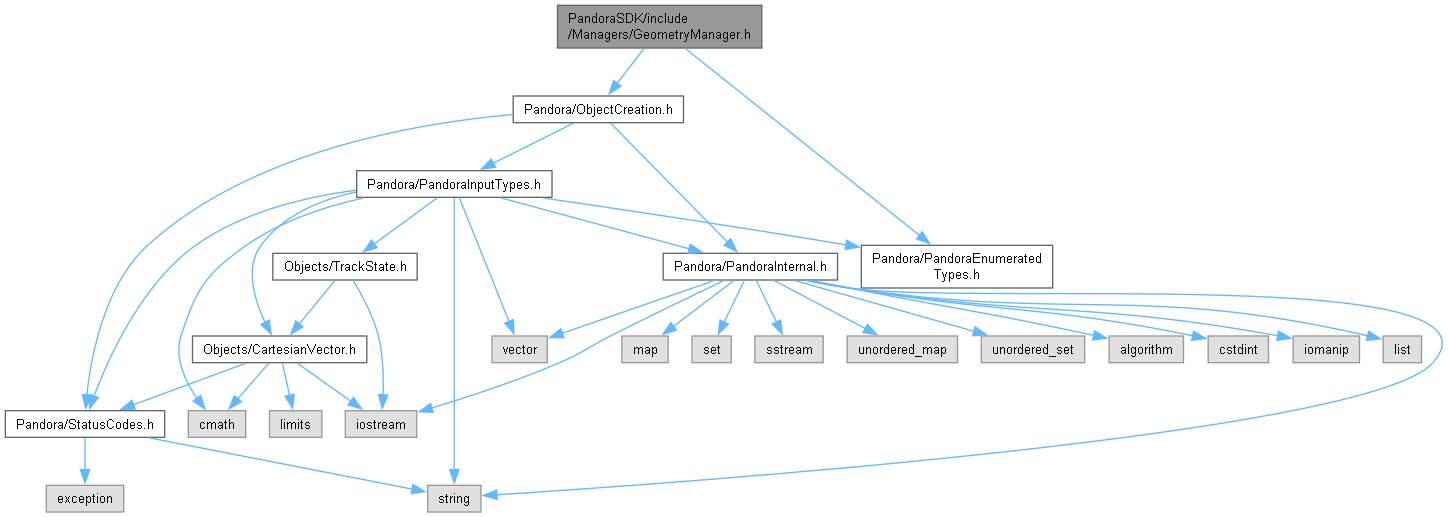 PandoraSDK/include
/Managers/GeometryManager.h
Pandora/ObjectCreation.h
Pandora/PandoraInputTypes.h
Objects/TrackState.h
Pandora/PandoraInternal.h
Pandora/PandoraEnumerated
Types.h
Objects/CartesianVector.h
vector
map
set
sstream
unordered_map
unordered_set
algorithm
cstdint
iomanip
list
Pandora/StatusCodes.h
cmath
limits
iostream
exception
string